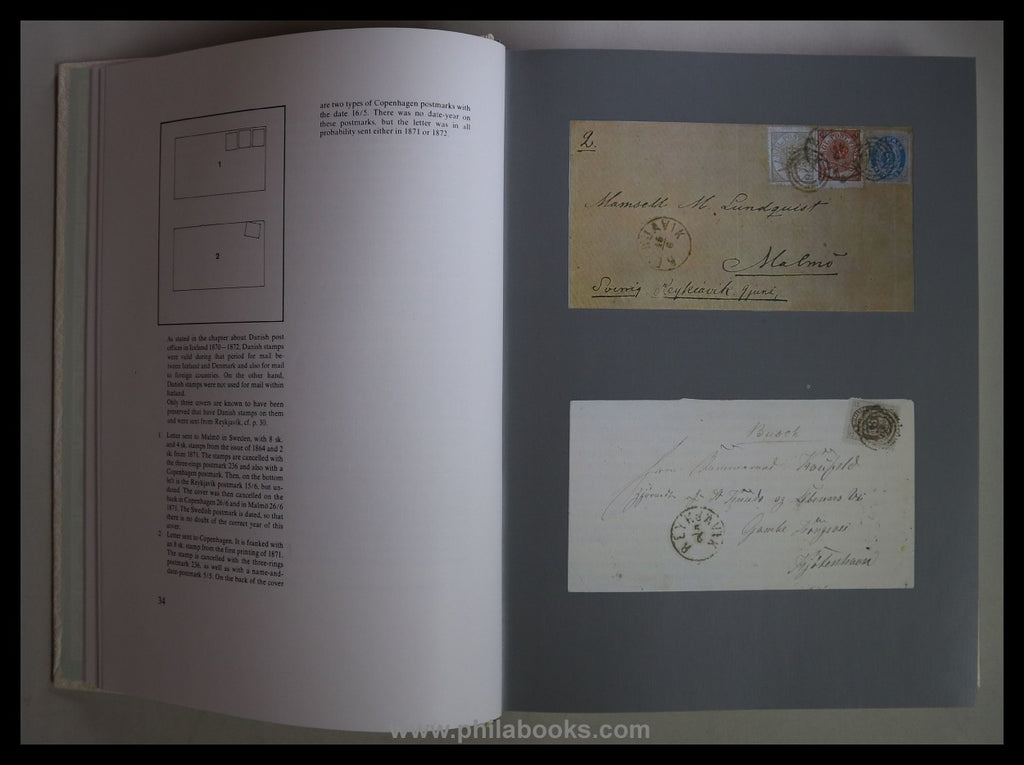 1
2
As stated in the chapter about Danish post
offices in Iceland 1870–1872, Danish stamps
were valid during that period for mail be-
tween Iceland and Denmark and also for mail
to foreign countries. On the other hand,
Danish stamps were not used for mail within
Iceland.
Only three covers are known to have been
preserved that have Danish stamps on them
and were sent from Reykjavík, cf. p. 30.
1 Letter sent to Malmö in Sweden, with 8 sk.
and 4 sk. stamps from the issue of 1864 and 2
sk. from 1871. The stamps are cancelled with
the three-rings postmark 236 and also with a
Copenhagen postmark. Then, on the bottom
left is the Reykjavík postmark 15/6, but un-
dated. The cover was then cancelled on the
back in Copenhagen 26/6 and in Malmö 26/6
1871. The Swedish postmark is dated, so that
there is no doubt of the correct year of this
cover.
2 Letter sent to Copenhagen. It is franked with
an 8 sk. stamp from the first printing of 1871.
The stamp is cancelled with the three-rings
postmark 236, as well as with a name-and-
date-postmark 5/5. On the back of the cover
34
are two types of Copenhagen postmarks with
the date 16/5. There was no date-year on
these postmarks, but the letter was in all
probability sent either in 1871 or 1872.
2.
Mamsell M. Lundquist
Malmö
Reykiavik
Busch
REYKJAVIK
Kjöbenhavn
www.philabooks.com